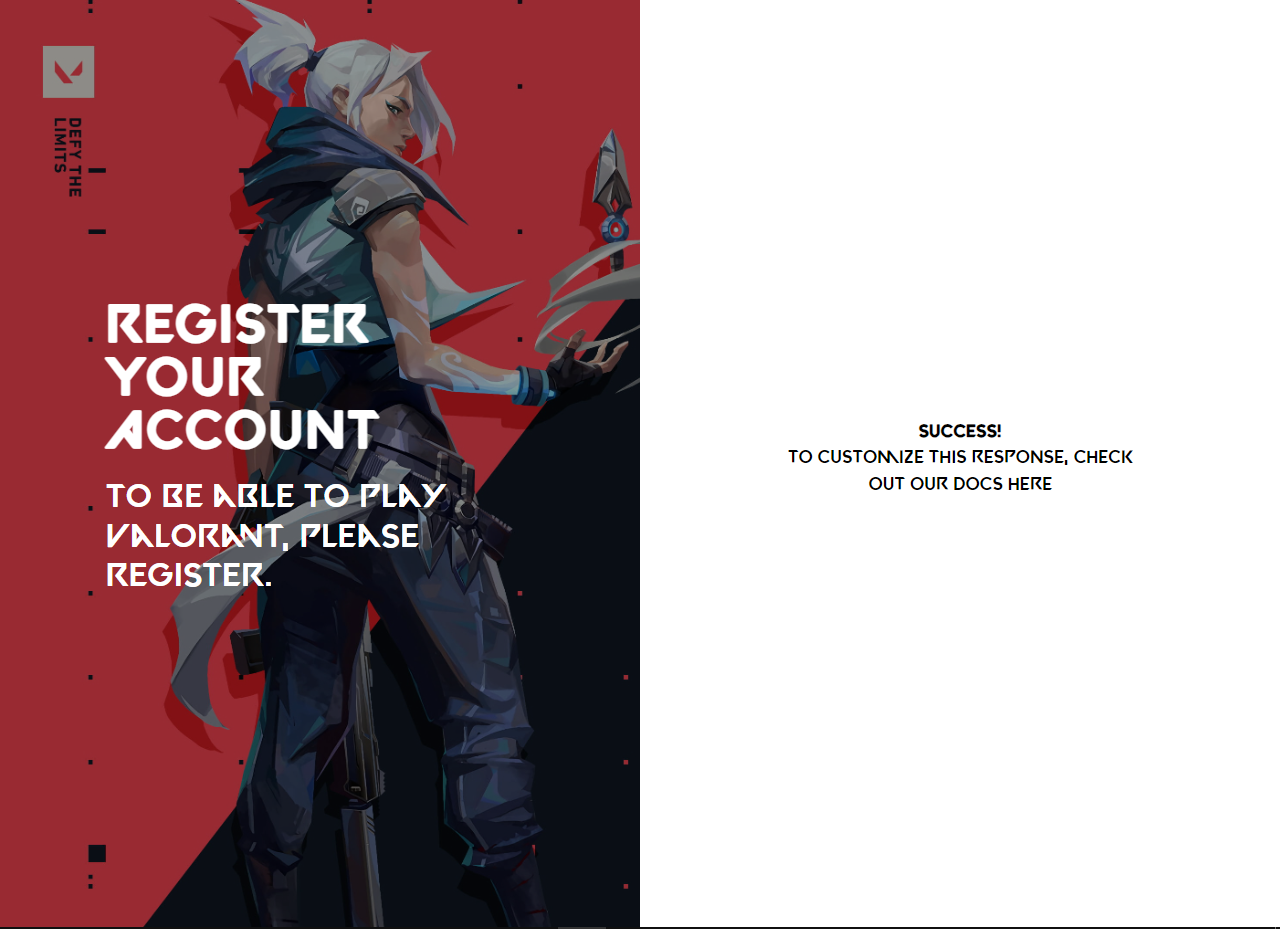 DEFY THE
LIMITS
REGISTER
YOUR
ACCOUNT
TO BE ABLE TO PLAY
VALORANT, PLEASE
REGISTER.
SUCCESS!
TO CUSTOMIZE THIS RESPONSE, CHECK
OUT OUR DOCS HERE